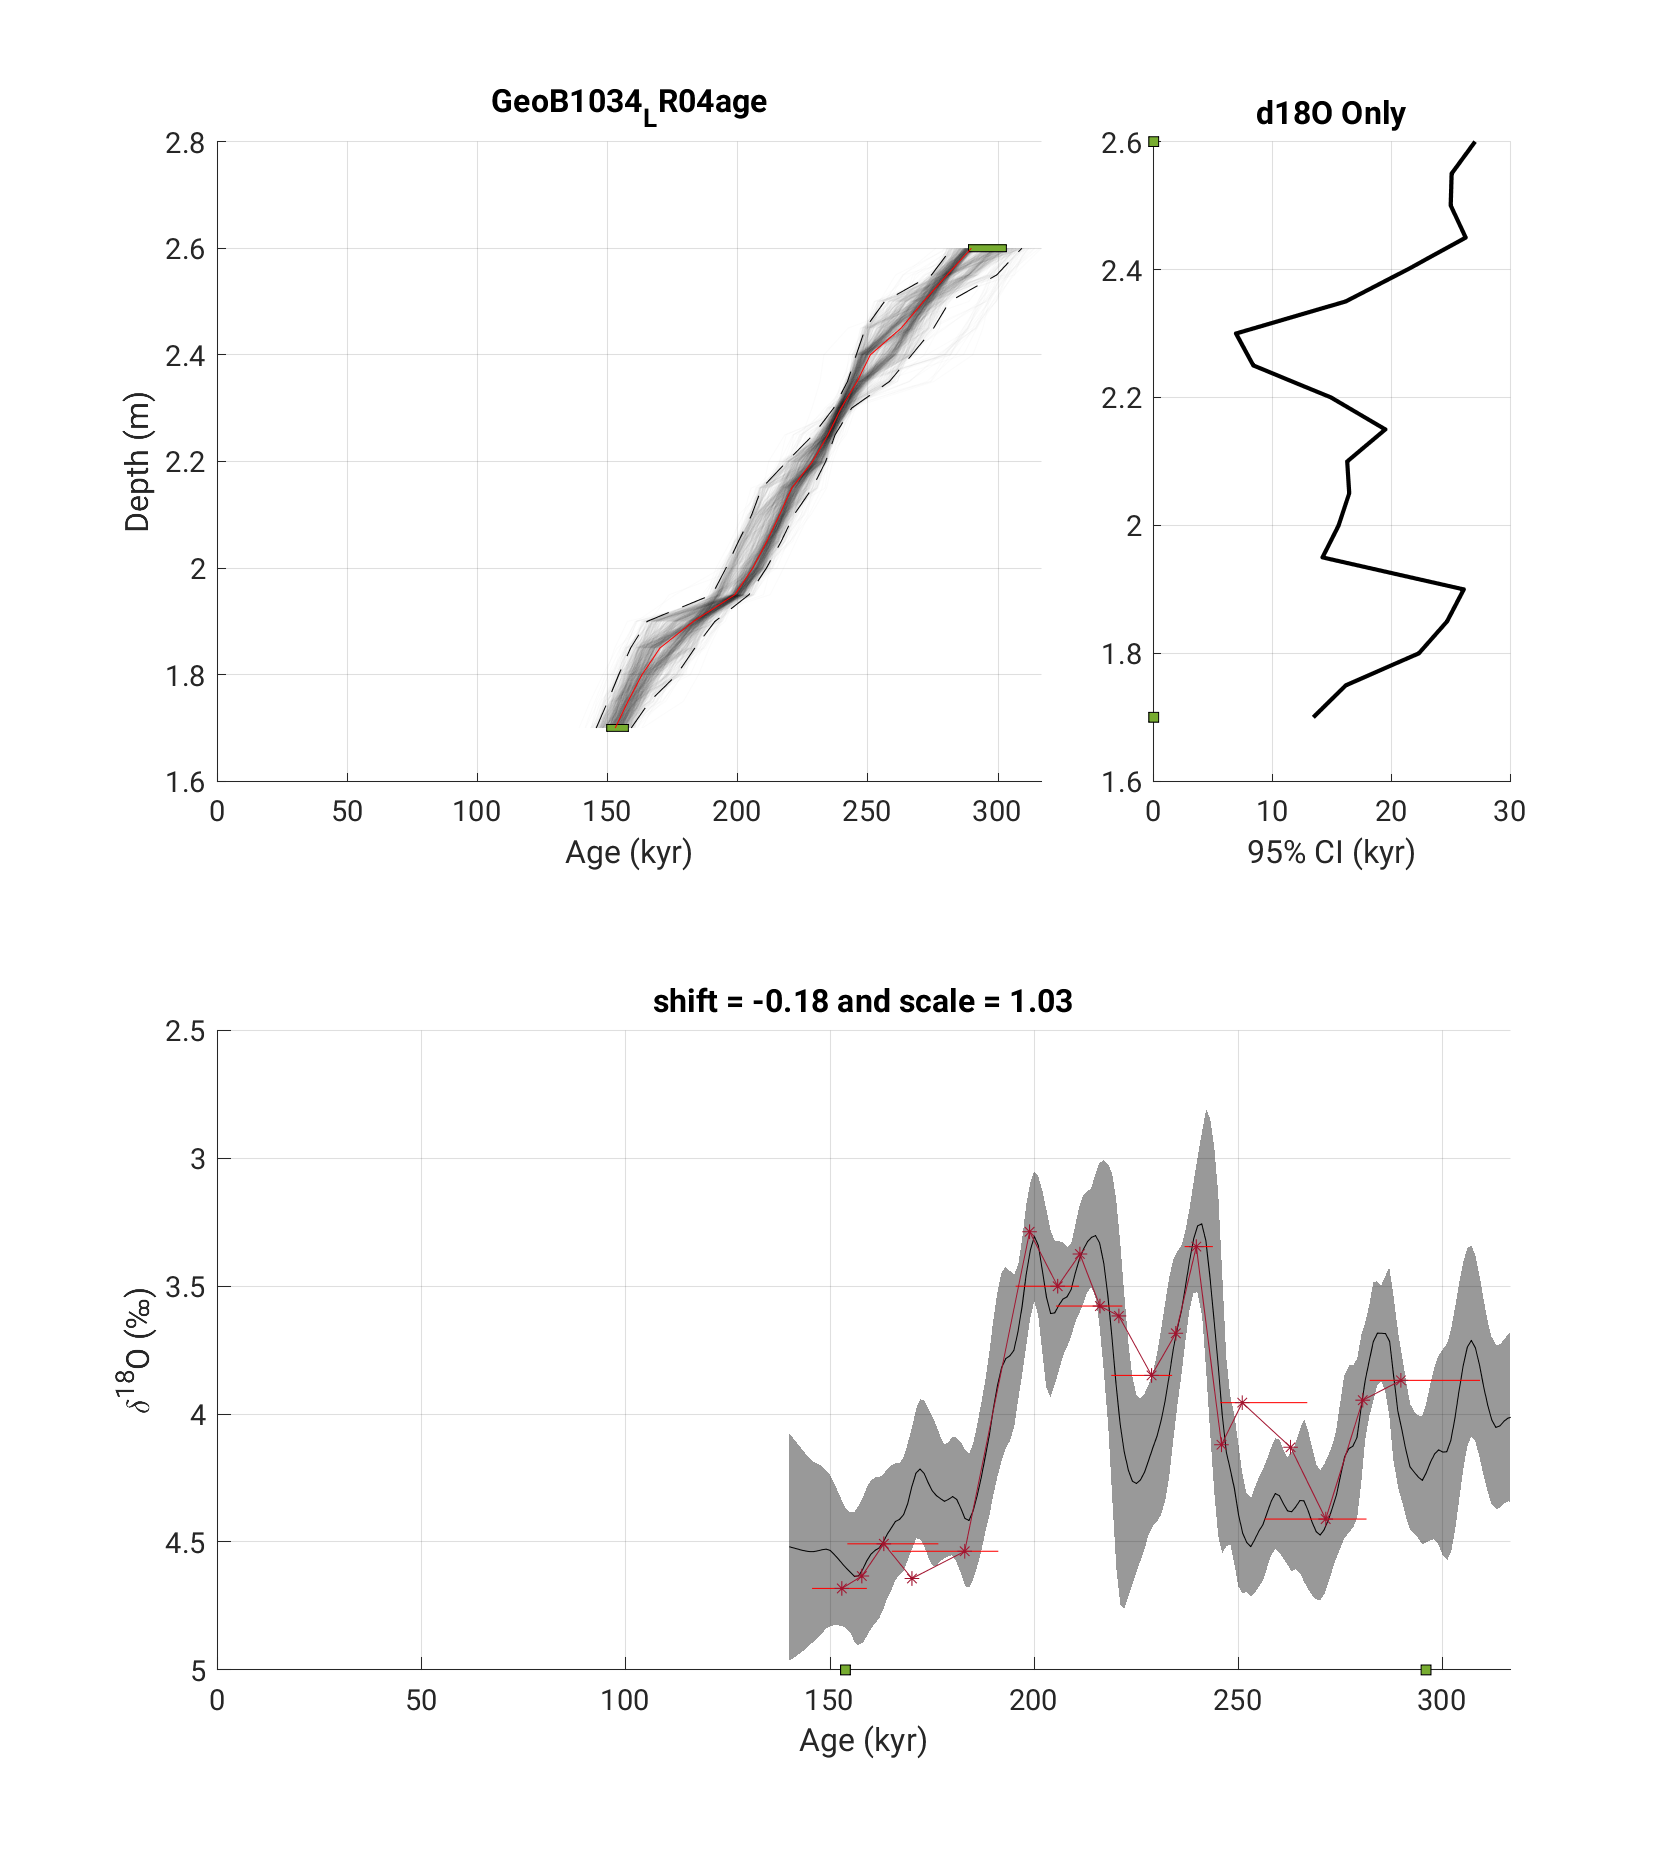 GeoB1034LR04age
2.8
2.6
2.4
2.2
2
1.8
1.6
Depth (m)
0 50 100 150 200 250 300
Age (kyr)
d18O Only
2.6
2.4
2.2
2
1.8
1.6
0 10 20 30
95% CI (kyr)
shift = -0.18 and scale = 1.03
2.5
3
3.5
4
4.5
5
δ18O (‰)
0 50 100 150 200 250 300
Age (kyr)